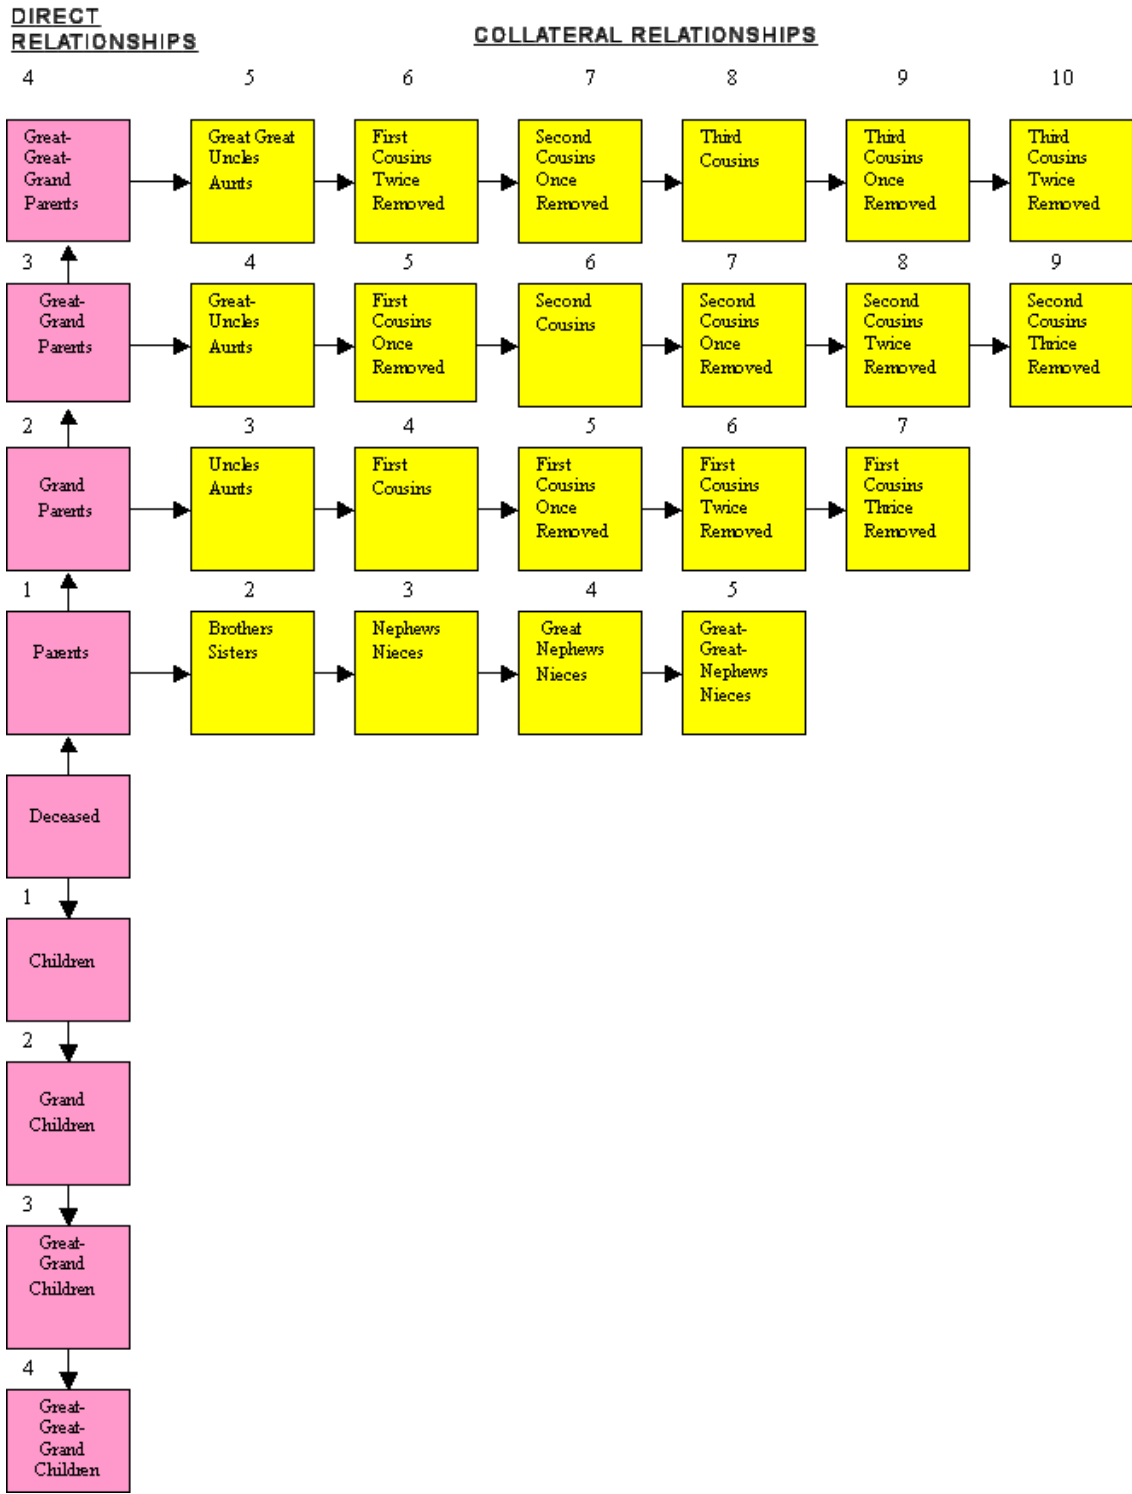 DIRECT
RELATIONSHIPS
COLLATERAL RELATIONSHIPS
4 5 6 7 8 9 10
Great-
Great-
Grand
Parents
Great Great
Uncles
Aunts
First
Cousins
Twice
Removed
Second
Cousins
Once
Removed
Third
Cousins
Third
Cousins
Once
Removed
Third
Cousins
Twice
Removed
3 4 5 6 7 8 9
Great-
Grand
Parents
Great-
Uncles
Aunts
First
Cousins
Once
Removed
Second
Cousins
Second
Cousins
Once
Removed
Second
Cousins
Twice
Removed
Second
Cousins
Thrice
Removed
2 3 4 5 6 7
Grand
Parents
Uncles
Aunts
First
Cousins
First
Cousins
Once
Removed
First
Cousins
Twice
Removed
First
Cousins
Thrice
Removed
1 2 3 4 5
Parents
Brothers
Sisters
Nephews
Nieces
Great
Nephews
Nieces
Great-
Great-
Nephews
Nieces
Deceased
1
Children
2
Grand
Children
3
Great-
Grand
Children
4
Great-
Great-
Grand
Children